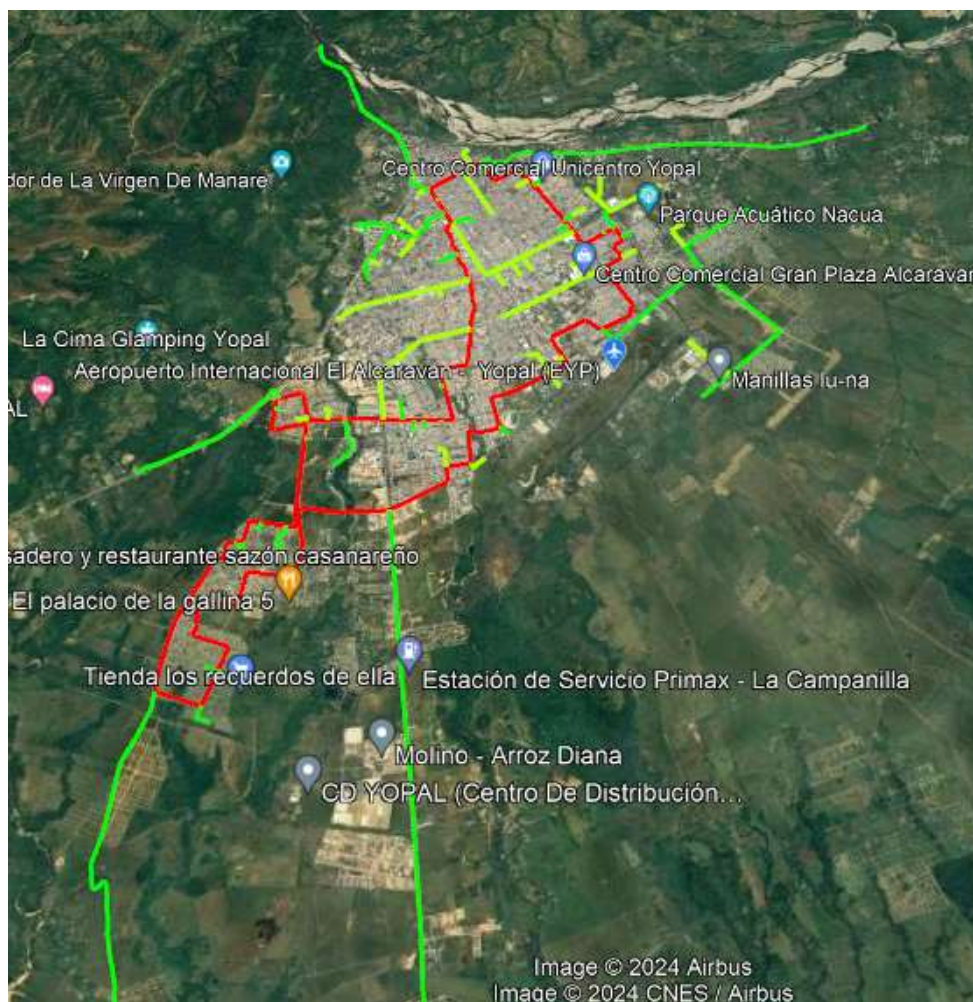 Centro Comercial Unicentro Yopal
dor de La Virgen De Manare
Parque Acuático Nacua
Centro Comercial Gran Plaza Alcaravan
La Cima Glamping Yopal
Aeropuerto Internacional El Alcaraván - Yopal (EYP)
Manillas lu-na
AL
sadero y restaurante sazón casanareño
El palacio de la gallina 5
Tienda los recuerdos de ella
Estación de Servicio Primax - La Campanilla
Molino - Arroz Diana
CD YOPAL (Centro De Distribución...
Image © 2024 Airbus
Image © 2024 CNES / Airbus